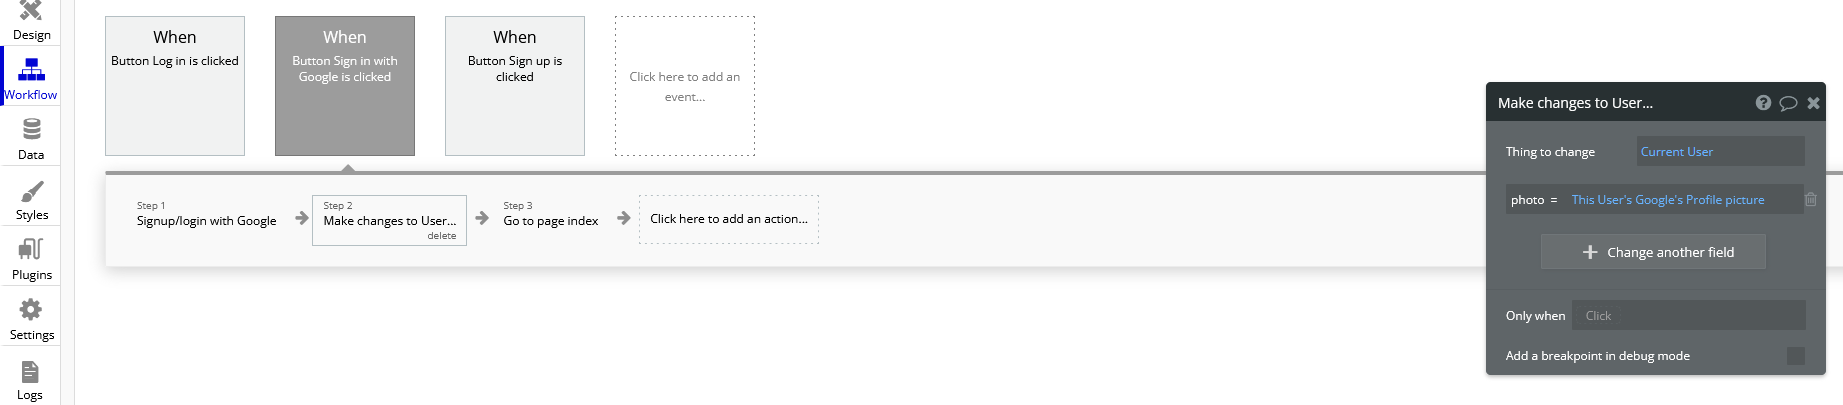 Design
Workflow
Data
Styles
Plugins
Settings
Logs
When
Button Log in is clicked
When
Button Sign in with
Google is clicked
When
Button Sign up is
clicked
Click here to add an
event...
Step 1
Signup/login with Google
Step 2
Make changes to User...
delete
Step 3
Go to page index
Click here to add an action...
Make changes to User...
Thing to change
Current User
photo =
This User's Google's Profile picture
Change another field
Only when
Click
Add a breakpoint in debug mode